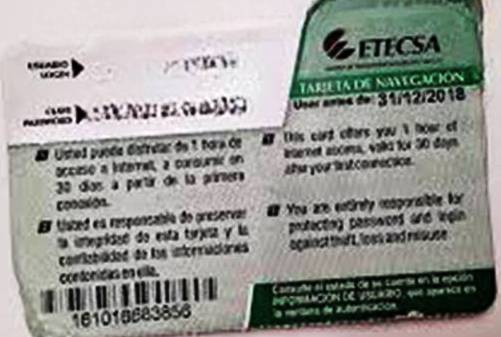 ETECSA
TARJETA DE NAVEGACIÓN
Usar antes de: 31/12/2018
USUARIO
LOGIN
CLAVE
PASSWORD
Usted puede disfrutar de 1 hora de
acceso a Internet, a consumir en
30 días a partir de la primera
conexión.
Usted es responsable de preservar
la integridad de esta tarjeta y la
confiabilidad de las informaciones
contenidas en ella.
This card offers you 1 hour of
internet access, valid for 30 days
after your first connection.
You are entirely responsible for
protecting password and login
against theft, loss and misuse
161016683856
Consulte el estado de su cuenta en la opción
INFORMACIÓN DE USUARIO, que aparece en
la ventana de autenticación.